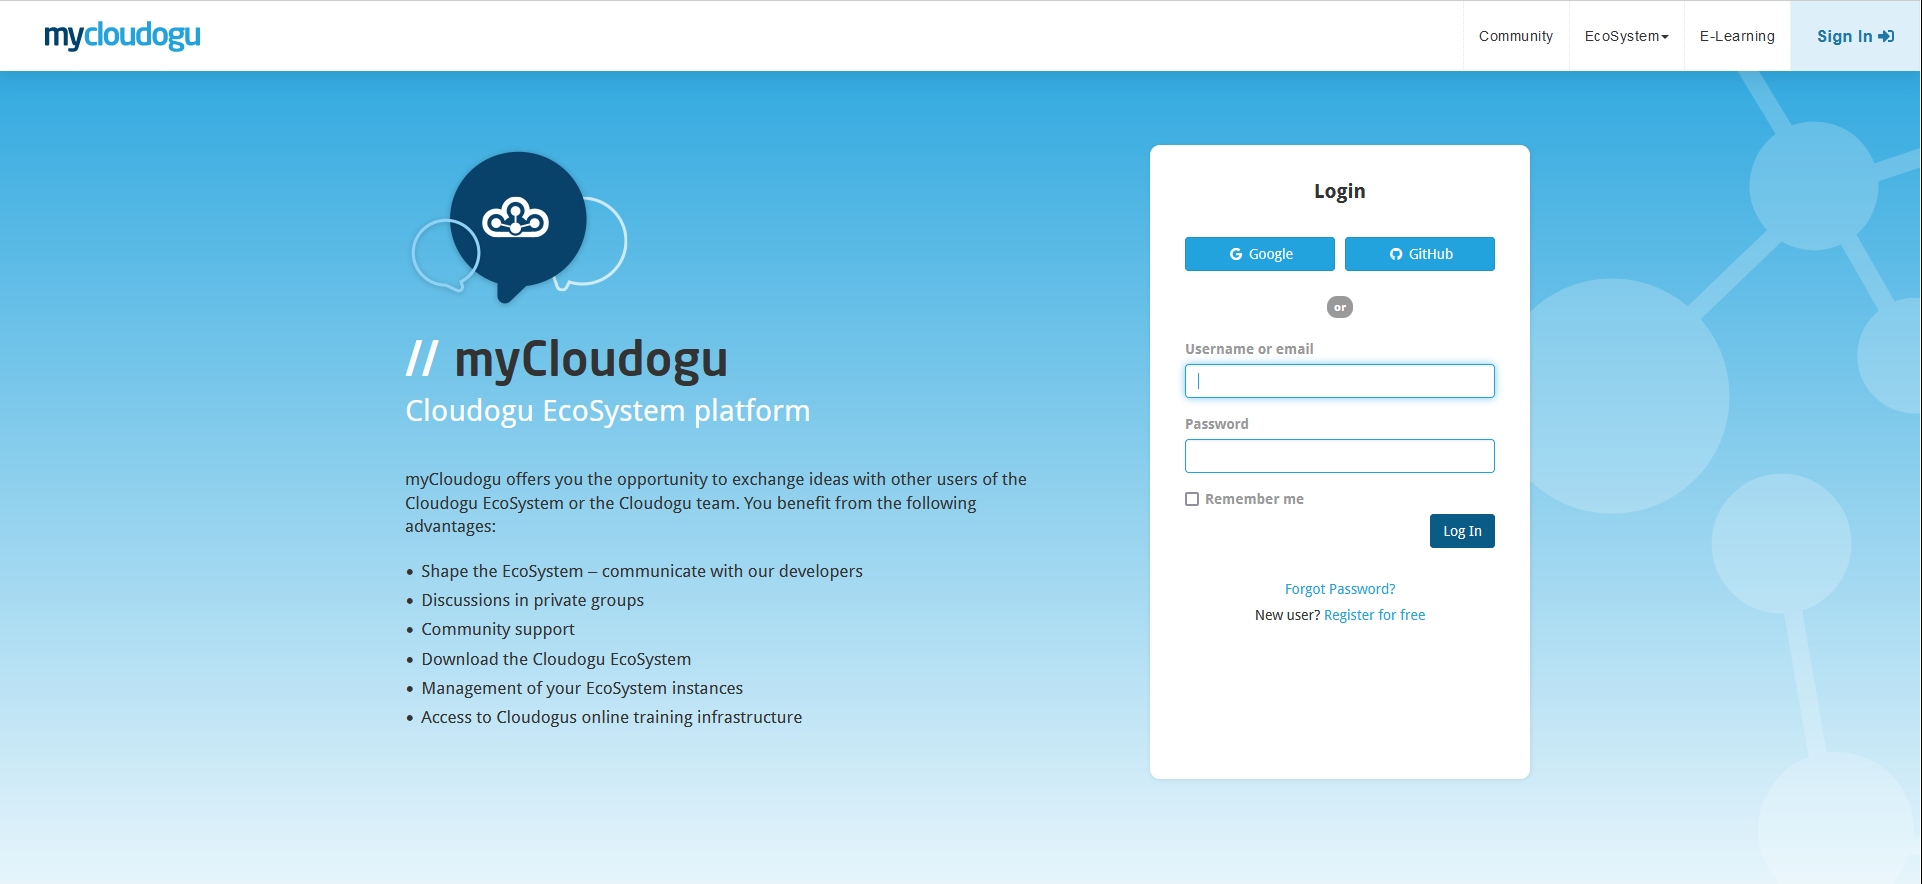 mycloudogu
Community
EcoSystem
E-Learning
Sign In
// myCloudogu
Cloudogu EcoSystem platform
myCloudogu offers you the opportunity to exchange ideas with other users of the
Cloudogu EcoSystem or the Cloudogu team. You benefit from the following
advantages:
• Shape the EcoSystem – communicate with our developers
• Discussions in private groups
• Community support
• Download the Cloudogu EcoSystem
• Management of your EcoSystem instances
• Access to Cloudogus online training infrastructure
Login
Google
GitHub
or
Username or email
Password
Remember me
Log In
Forgot Password?
New user? Register for free